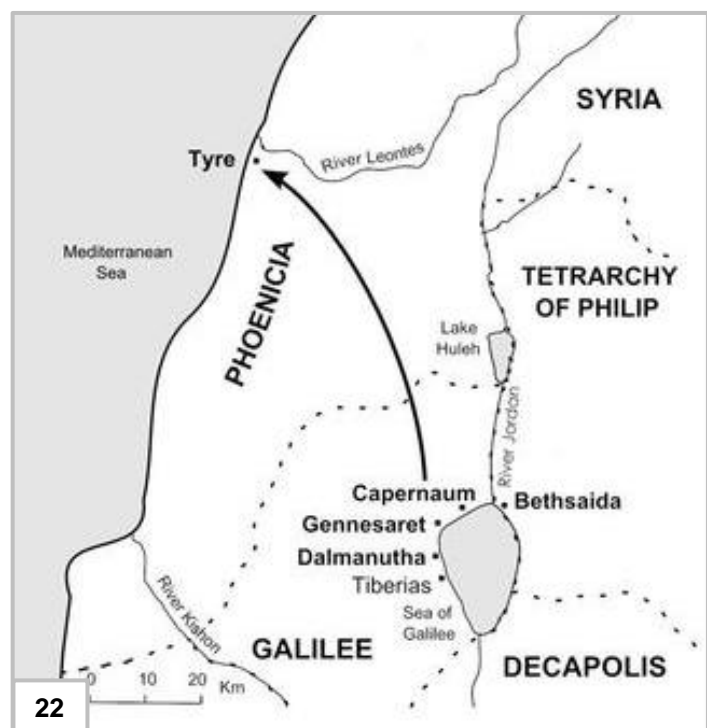 SYRIA
Tyre
River Leontes
Mediterranean
Sea
PHOENICIA
TETRARCHY
OF PHILIP
Lake
Huleh
River Jordan
Capernaum
Bethsaida
Gennesaret
Dalmanutha
Tiberias
Sea of
Galilee
River Kishon
GALILEE
DECAPOLIS
0 10 20
Km
22